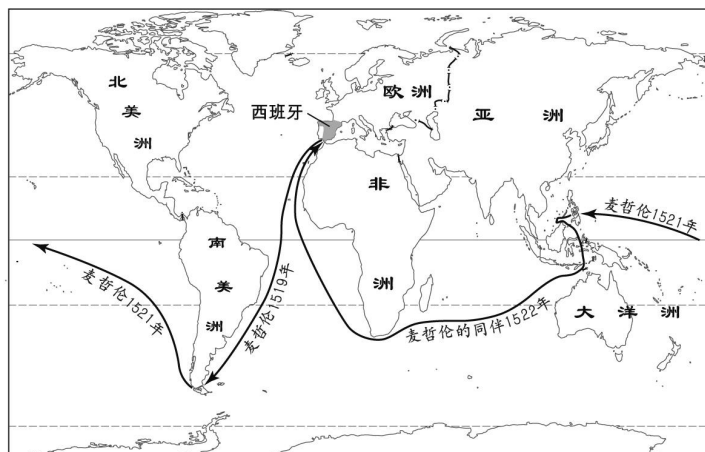 北美洲
欧洲
亚洲
西班牙
非洲
南美洲
大洋洲
麦哲伦1521年
麦哲伦1519年
麦哲伦1521年
麦哲伦的同伴1522年